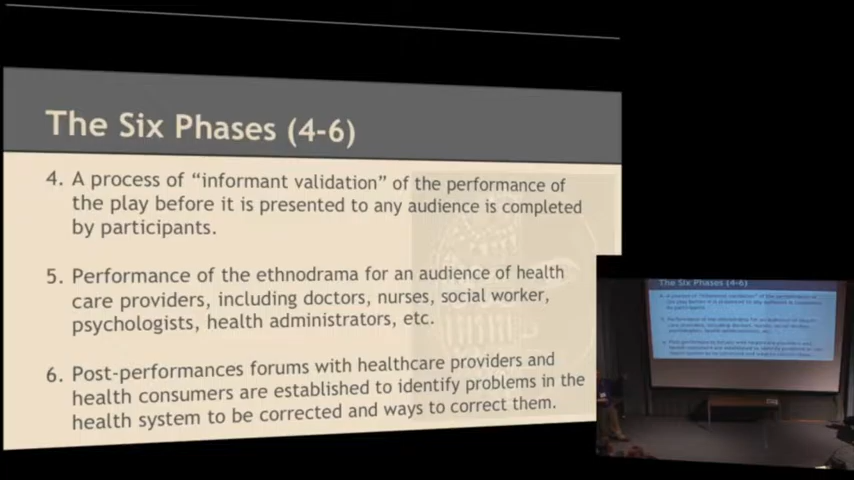 The Six Phases (4-6)
4. A process of “informant validation” of the performance of
the play before it is presented to any audience is completed
by participants.
5. Performance of the ethnodrama for an audience of health
care providers, including doctors, nurses, social worker,
psychologists, health administrators, etc.
6. Post-performances forums with healthcare providers and
health consumers are established to identify problems in the
health system to be corrected and ways to correct them.
The Six Phases (4-6)